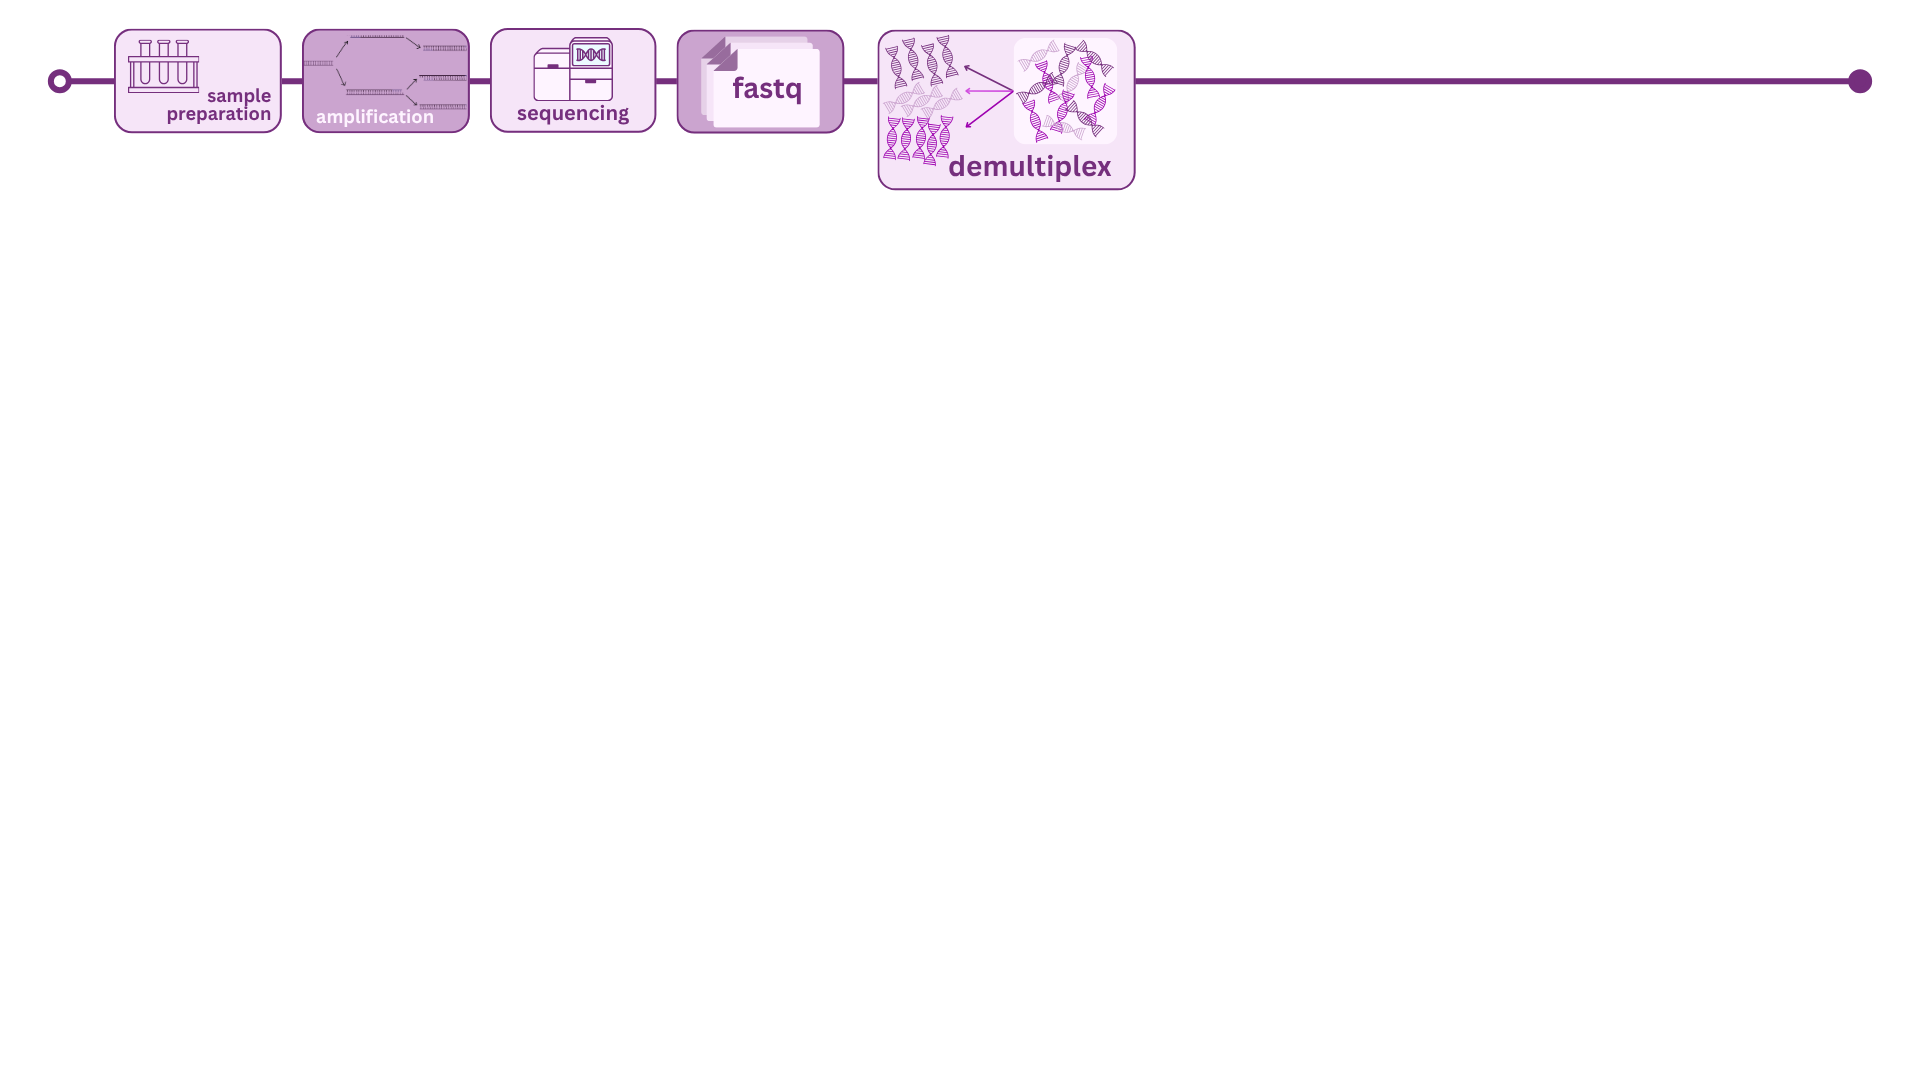 sample
preparation
amplification
sequencing
fastq
demultiplex